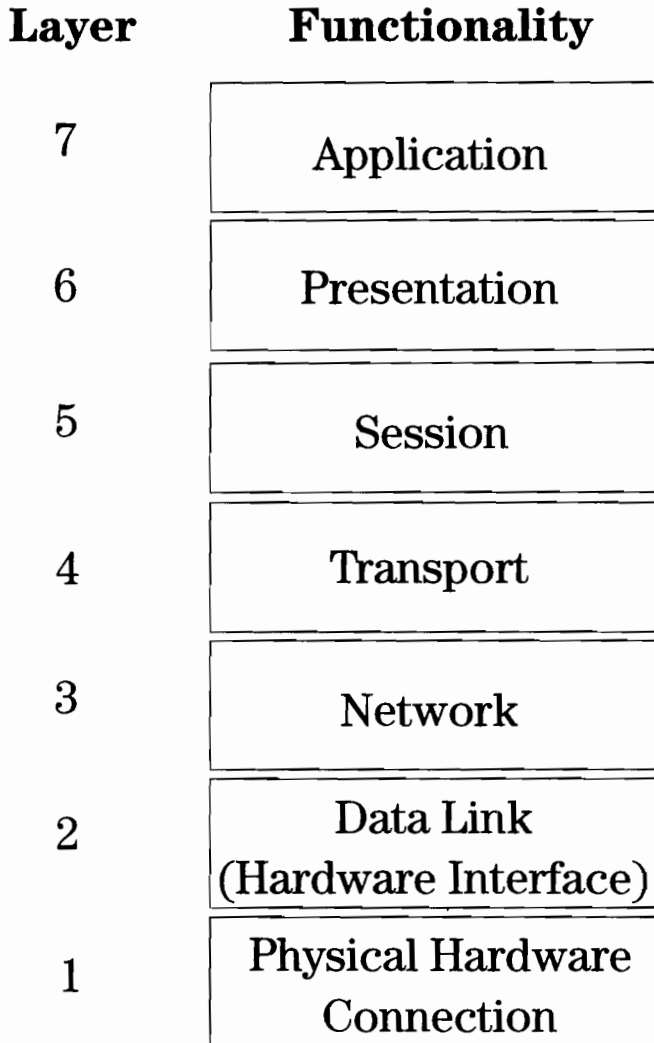 Layer Functionality
7 Application
6 Presentation
5 Session
4 Transport
3 Network
2 Data Link
(Hardware Interface)
1 Physical Hardware
Connection